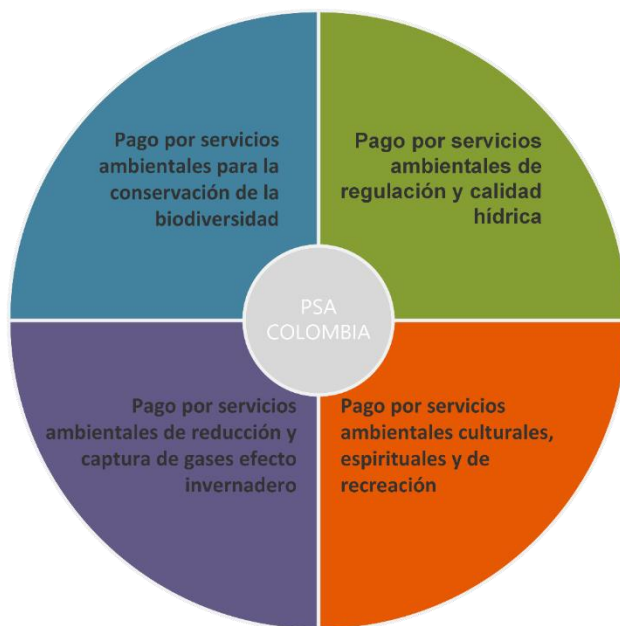 Pago por servicios
ambientales para la
conservación de la
biodiversidad
Pago por servicios
ambientales de
regulación y calidad
hídrica
PSA
COLOMBIA
Pago por servicios
ambientales de reducción y
captura de gases efecto
invernadero
Pago por servicios
ambientales culturales,
espirituales y de
recreación